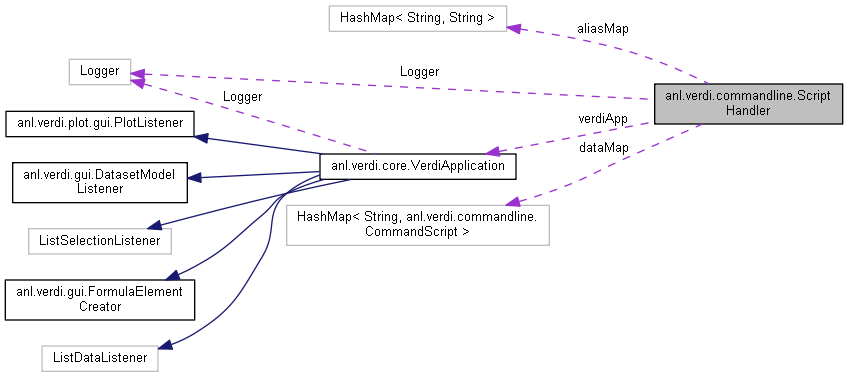 HashMap< String, String >
aliasMap
Logger
Logger
anl.verdi.commandline.Script
Handler
Logger
anl.verdi.plot.gui.PlotListener
verdiApp
dataMap
anl.verdi.core.VerdiApplication
anl.verdi.gui.DatasetModel
Listener
HashMap< String, anl.verdi.commandline.
CommandScript >
ListSelectionListener
anl.verdi.gui.FormulaElement
Creator
ListDataListener